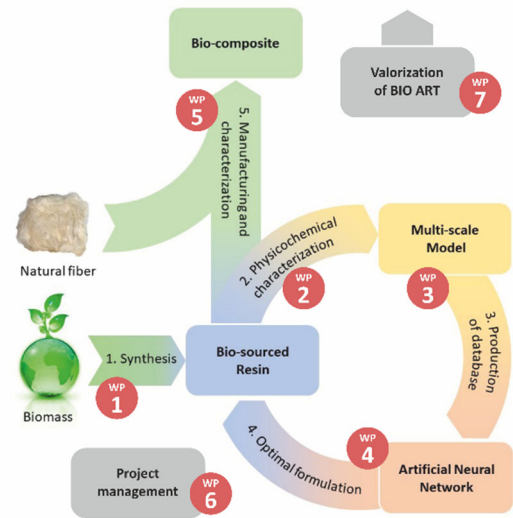 Bio-composite
Valorization
of BIO ART
WP
7
WP
5
5. Manufacturing and
characterization
Natural fiber
2. Physicochemical
characterization
WP
2
Multi-scale
Model
WP
3
3. Production
of database
1. Synthesis
WP
1
Biomass
Bio-sourced
Resin
4. Optimal formulation
WP
4
Artificial Neural
Network
Project
management
WP
6